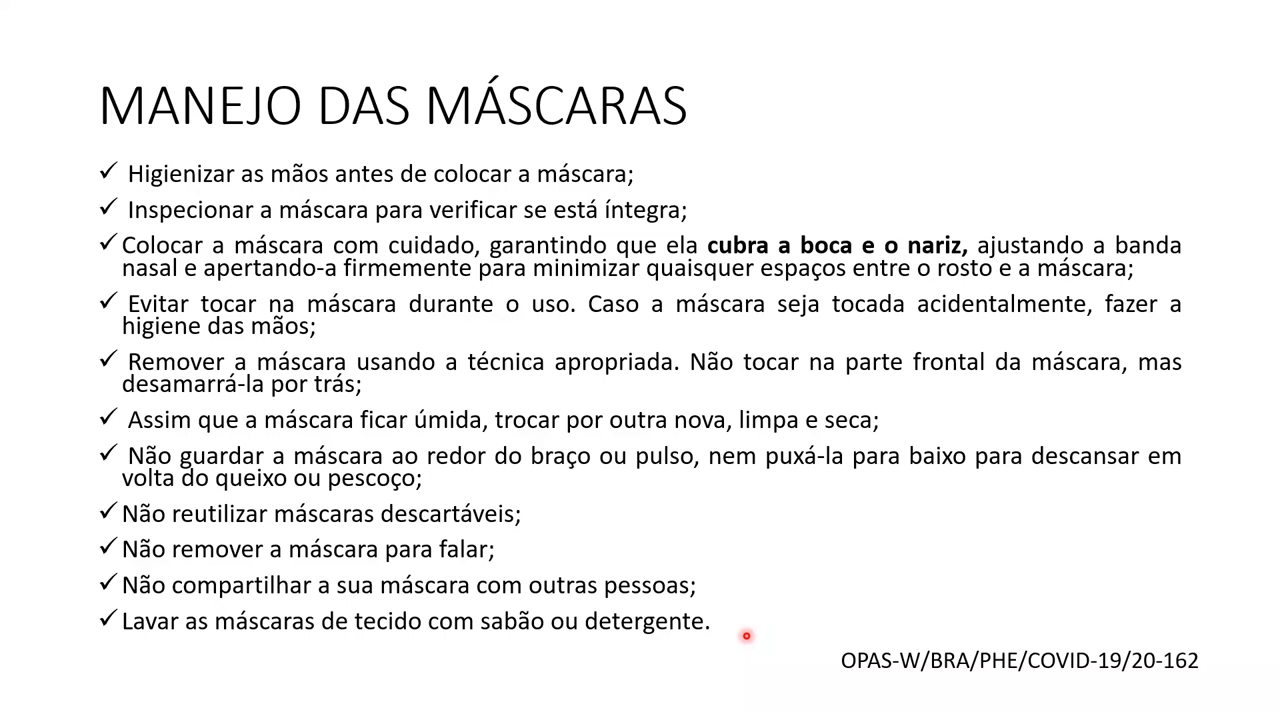 MANEJO DAS MÁSCARAS
✓ Higienizar as mãos antes de colocar a máscara;
✓ Inspecionar a máscara para verificar se está íntegra;
✓ Colocar a máscara com cuidado, garantindo que ela cubra a boca e o nariz, ajustando a banda
nasal e apertando-a firmemente para minimizar quaisquer espaços entre o rosto e a máscara;
✓ Evitar tocar na máscara durante o uso. Caso a máscara seja tocada acidentalmente, fazer a
higiene das mãos;
✓ Remover a máscara usando a técnica apropriada. Não tocar na parte frontal da máscara, mas
desamarrá-la por trás;
✓ Assim que a máscara ficar úmida, trocar por outra nova, limpa e seca;
✓ Não guardar a máscara ao redor do braço ou pulso, nem puxá-la para baixo para descansar em
volta do queixo ou pescoço;
✓ Não reutilizar máscaras descartáveis;
✓ Não remover a máscara para falar;
✓ Não compartilhar a sua máscara com outras pessoas;
✓ Lavar as máscaras de tecido com sabão ou detergente.
OPAS-W/BRA/PHE/COVID-19/20-162